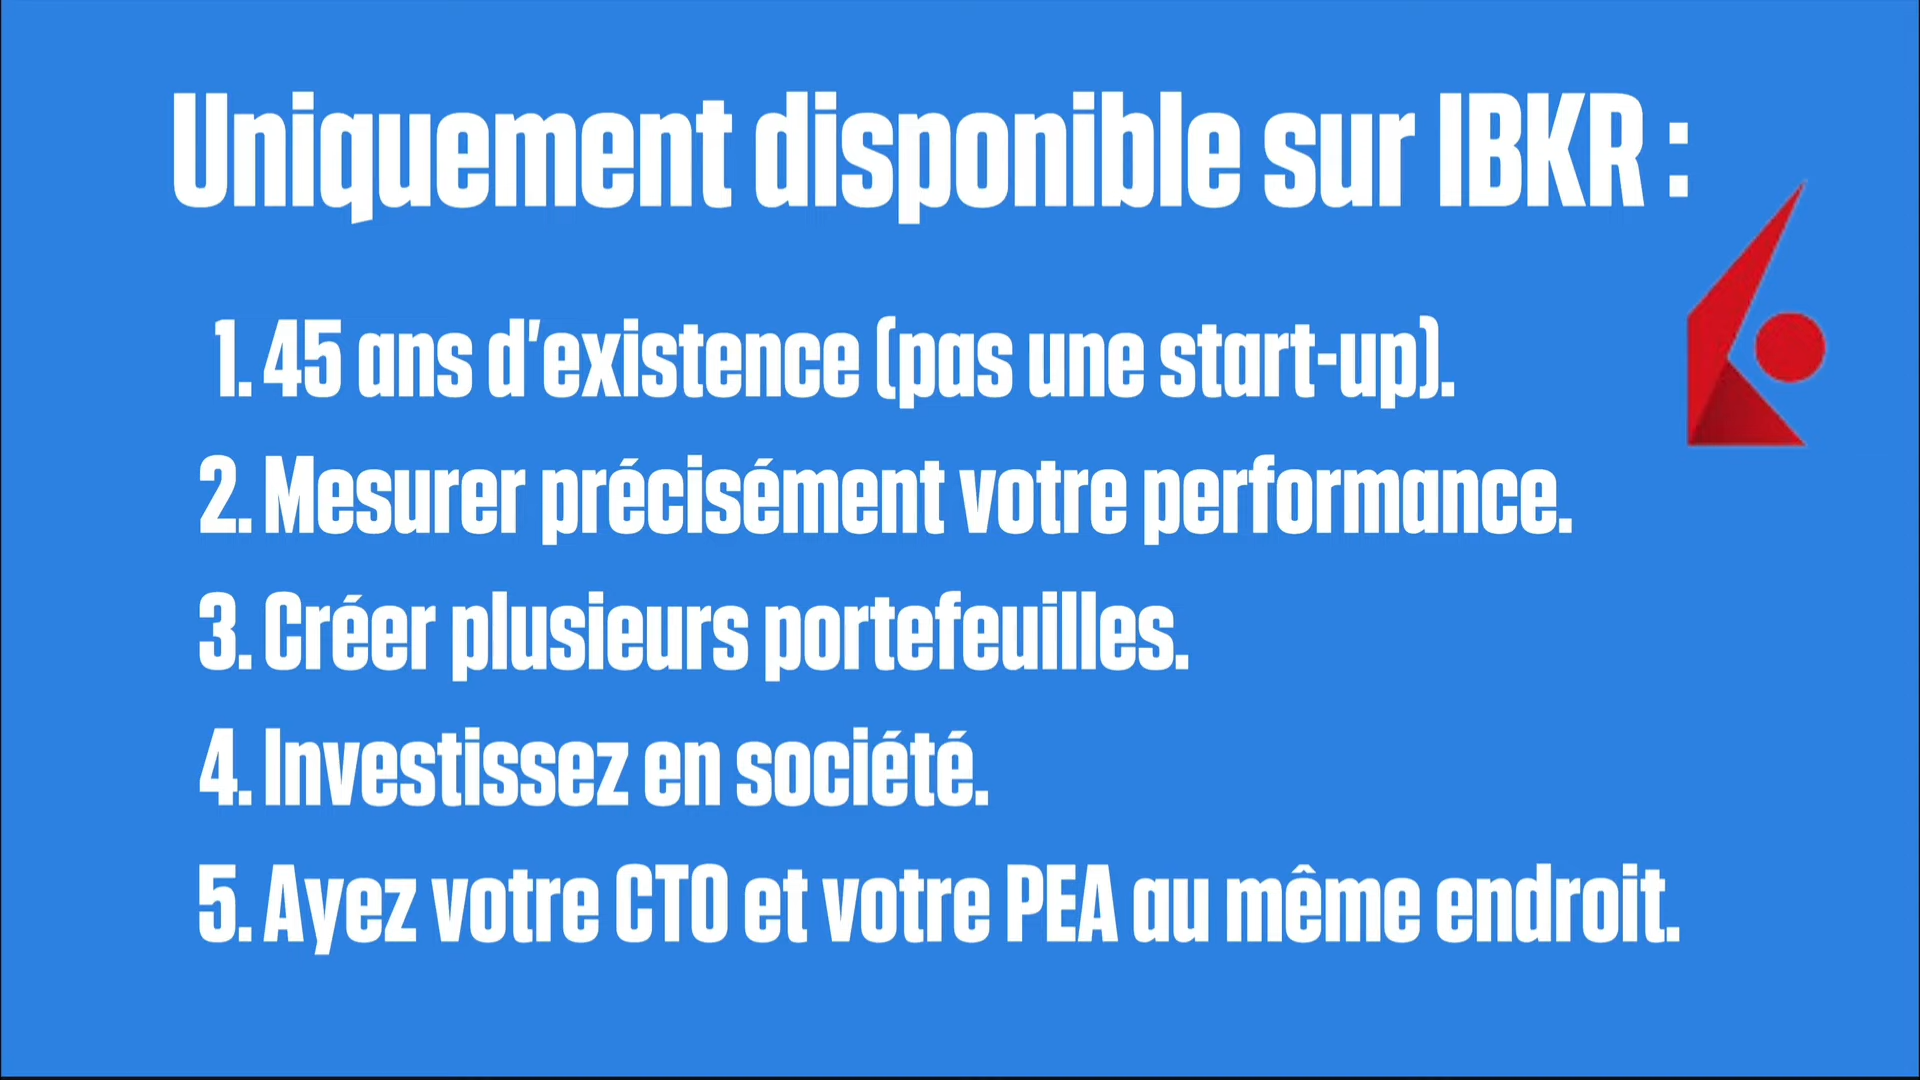 Uniquement disponible sur IBKR :
1. 45 ans d'existence (pas une start-up).
2. Mesurer précisément votre performance.
3. Créer plusieurs portefeuilles.
4. Investissez en société.
5. Ayez votre CTO et votre PEA au même endroit.